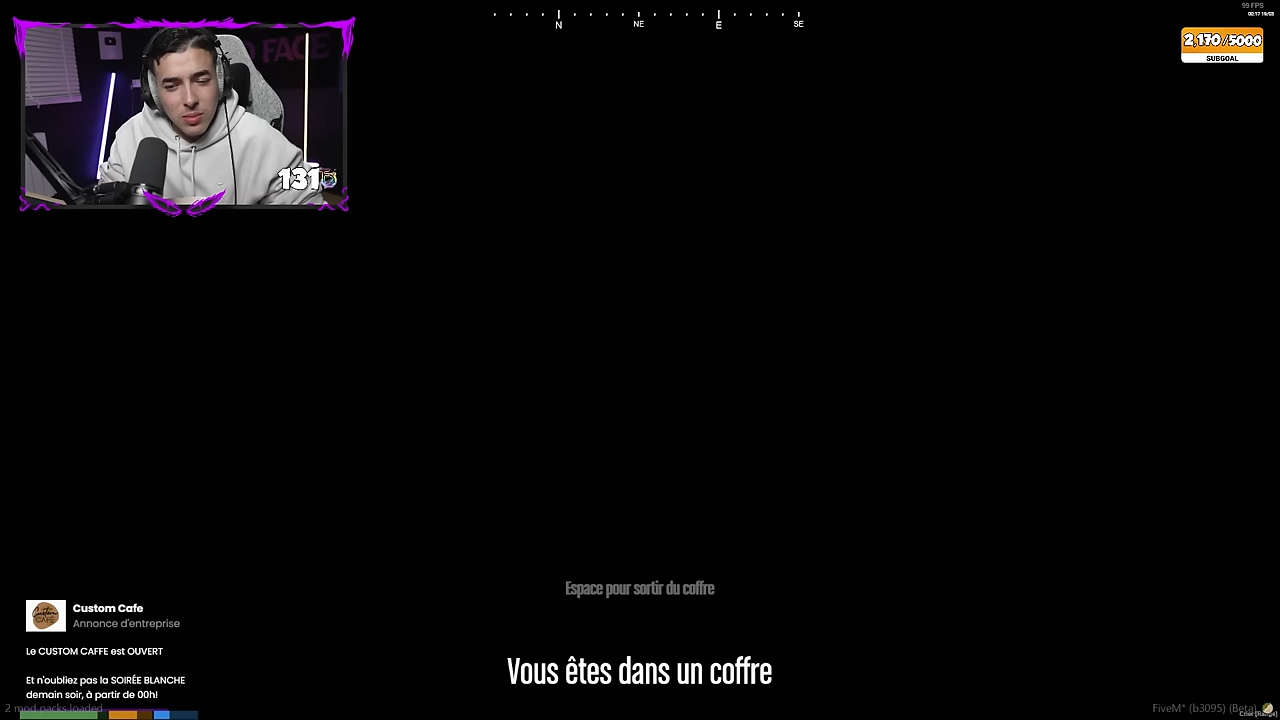 N
NE
E
SE
99 FPS
2,170/5000
SUBGOAL
131
Espace pour sortir du coffre
Custom Cafe
Annonce d'entreprise
Le CUSTOM CAFFE est OUVERT
Et n'oubliez pas la SOIRÉE BLANCHE
demain soir, à partir de 00h!
Vous êtes dans un coffre
2 mod packs loaded
FiveM* (b3095) (Beta)